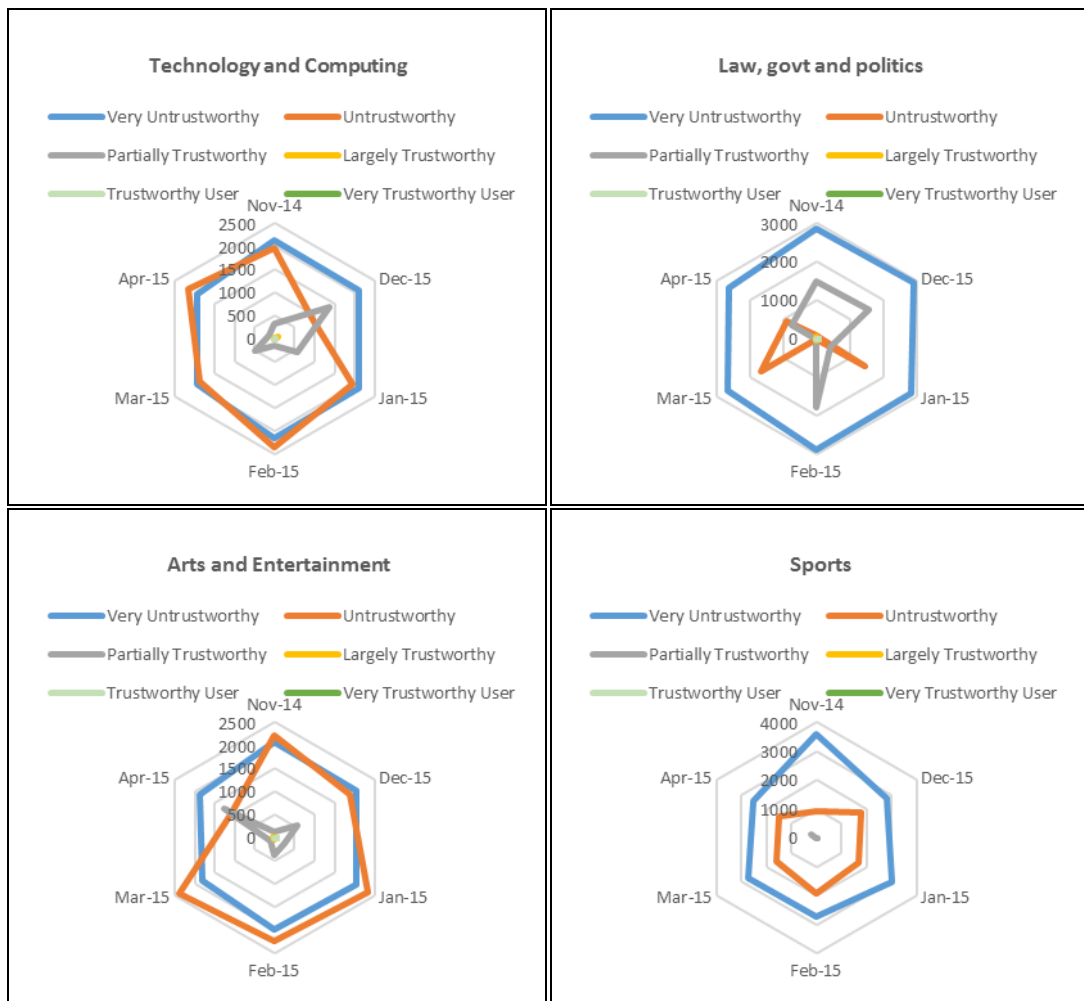 Technology and Computing
Very Untrustworthy Untrustworthy
Partially Trustworthy Largely Trustworthy
Trustworthy User Very Trustworthy User
Nov-14
2500
2000
1500
1000
500
0
Apr-15 Dec-15
Mar-15 Jan-15
Feb-15
Law, govt and politics
Very Untrustworthy Untrustworthy
Partially Trustworthy Largely Trustworthy
Trustworthy User Very Trustworthy User
Nov-14
3000
2000
1000
0
Apr-15 Dec-15
Mar-15 Jan-15
Feb-15
Arts and Entertainment
Very Untrustworthy Untrustworthy
Partially Trustworthy Largely Trustworthy
Trustworthy User Very Trustworthy User
Nov-14
2500
2000
1500
1000
500
0
Apr-15 Dec-15
Mar-15 Jan-15
Feb-15
Sports
Very Untrustworthy Untrustworthy
Partially Trustworthy Largely Trustworthy
Trustworthy User Very Trustworthy User
Nov-14
4000
3000
2000
1000
0
Apr-15 Dec-15
Mar-15 Jan-15
Feb-15